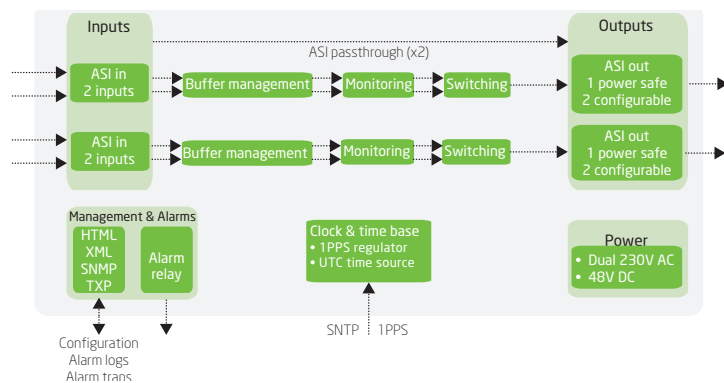 Inputs
Outputs
ASI passthrough (x2)
ASI in
2 inputs
Buffer management
Monitoring
Switching
ASI out
1 power safe
2 configurable
ASI in
2 inputs
Buffer management
Monitoring
Switching
ASI out
1 power safe
2 configurable
Management & Alarms
HTML
XML
SNMP
TXP
Alarm
relay
Clock & time base
• 1PPS regulator
• UTC time source
Power
• Dual 230V AC
• 48V DC
SNTP
1PPS
Configuration
Alarm logs
Alarm traps